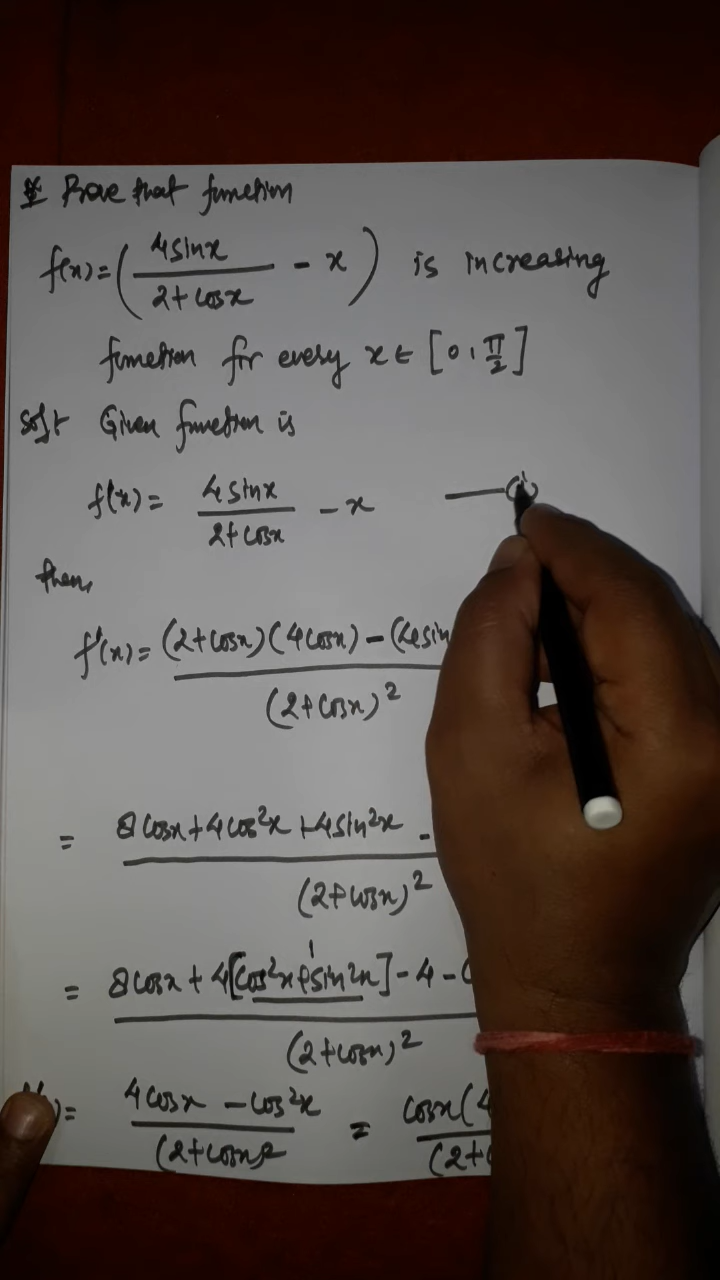 Prove that function
f(x)=(4sinx/2+cosx - x) is increasing
function for every x ∈ [0, π/2]
Sol: Given function is
f(x)= 4sinx/2+cosx - x —(1)
then,
f'(x)= (2+cosx)(4cosx)-(4sin/(2+cosx)²
= 8cosx+4cos²x+4sin²x -/(2+cosx)²
= 8cosx+4[cos²x+sin²x]-4-/(2+cosx)² 1
)= 4cosx-cos²x/(2+cosx)² = cosx(4/(2+